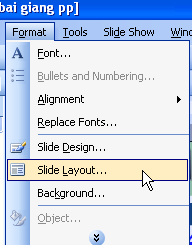 bai giang pp]
Format Tools Slide Show Wind
Font...
Bullets and Numbering...
Alignment
Replace Fonts...
Slide Design...
Slide Layout...
Background...
Object...